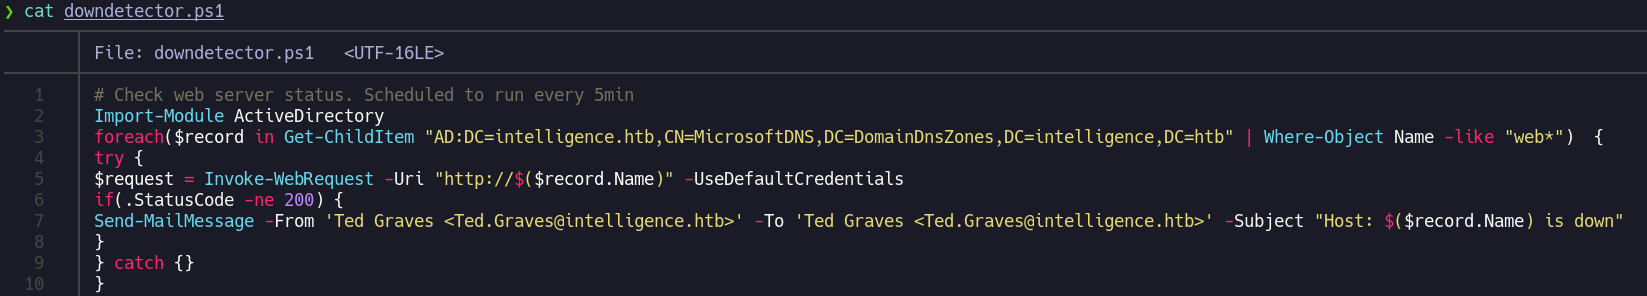 ❯ cat downdetector.ps1
File: downdetector.ps1   <UTF-16LE>
1 # Check web server status. Scheduled to run every 5min
2 Import-Module ActiveDirectory
3 foreach($record in Get-ChildItem "AD:DC=intelligence.htb,CN=MicrosoftDNS,DC=DomainDnsZones,DC=intelligence,DC=htb" | Where-Object Name -like "web*")  {
4 try {
5 $request = Invoke-WebRequest -Uri "http://$($record.Name)" -UseDefaultCredentials
6 if(.StatusCode -ne 200) {
7 Send-MailMessage -From 'Ted Graves <Ted.Graves@intelligence.htb>' -To 'Ted Graves <Ted.Graves@intelligence.htb>' -Subject "Host: $($record.Name) is down"
8 }
9 } catch {}
10 }